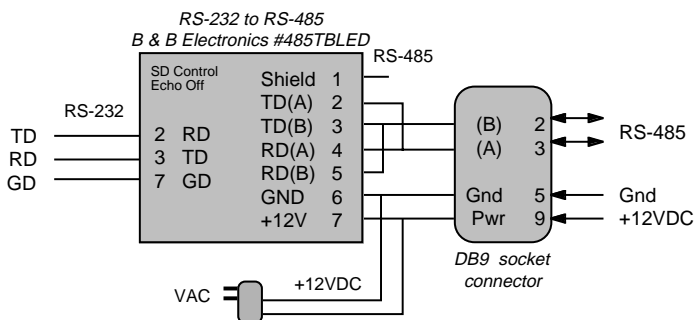 RS-232 to RS-485
B & B Electronics #485TBLED
RS-485
SD Control
Echo Off
Shield 1
TD(A) 2
TD(B) 3
RD(A) 4
RD(B) 5
GND 6
+12V 7
RS-232
TD
RD
GD
2 RD
3 TD
7 GD
(B) 2
(A) 3
Gnd 5
Pwr 9
RS-485
Gnd
+12VDC
DB9 socket
connector
VAC
+12VDC